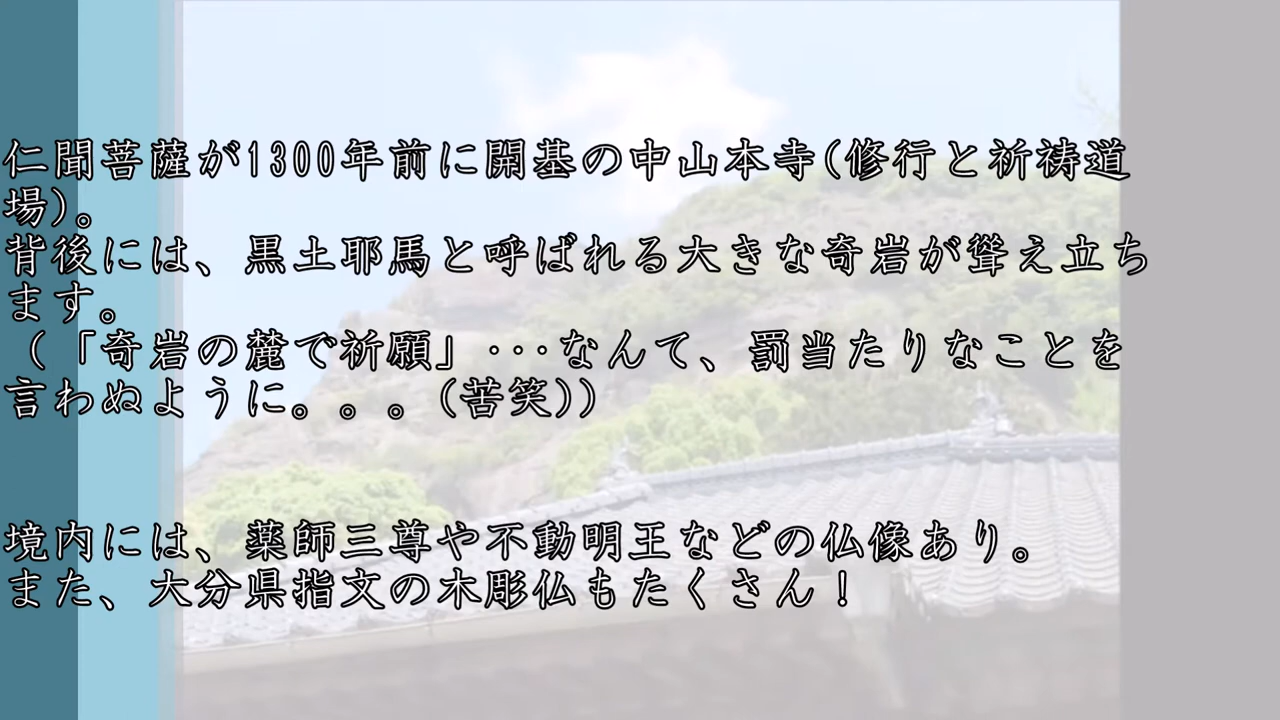 仁聞菩薩が1300年前に開基の中山本寺(修行と祈祷道
場)。
背後には、黒土耶馬と呼ばれる大きな奇岩が聳え立ち
ます。
(「奇岩の麓で祈願」･･･なんて、罰当たりなことを
言わぬように。。。(苦笑))
境内には、薬師三尊や不動明王などの仏像あり。
また、大分県指文の木彫仏もたくさん！